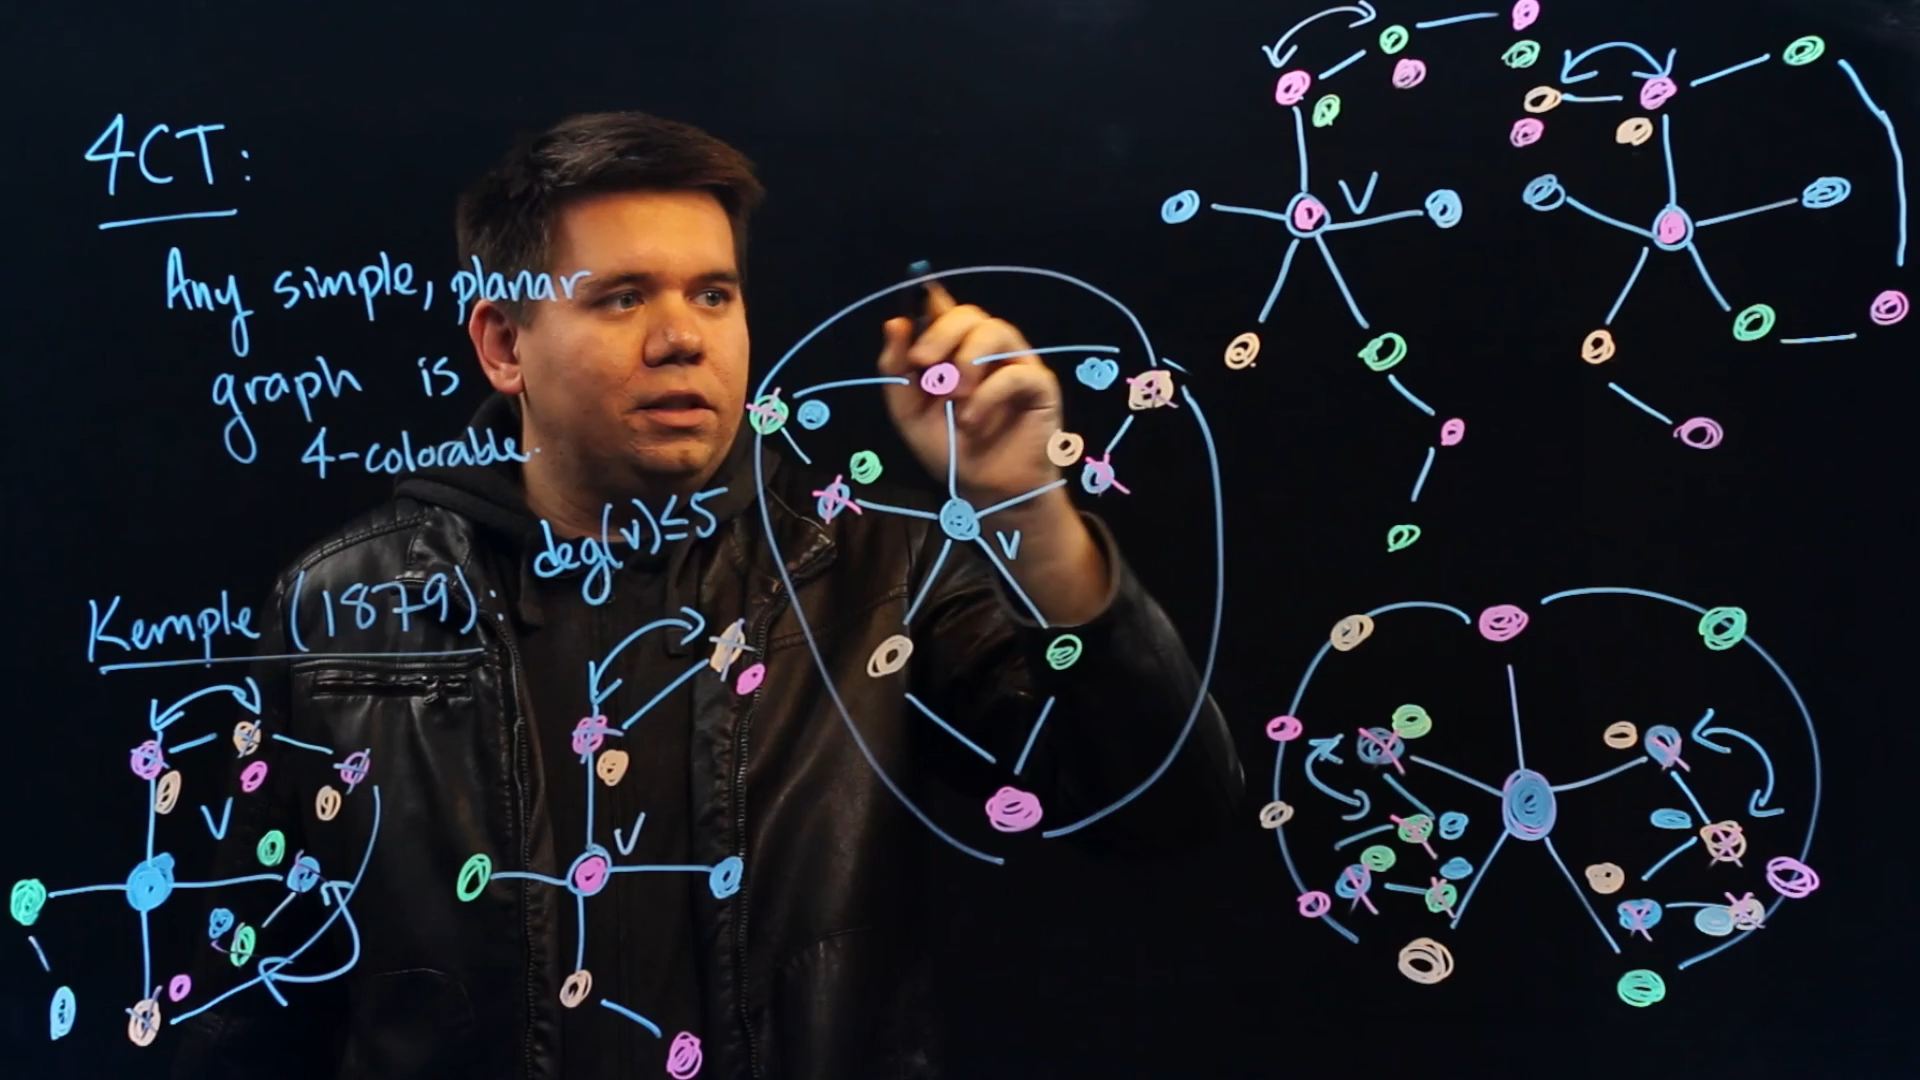 4CT:
Any simple, planar
graph is
4-colorable.
deg(v)≤5
Kemple (1879):
V
V
V
V